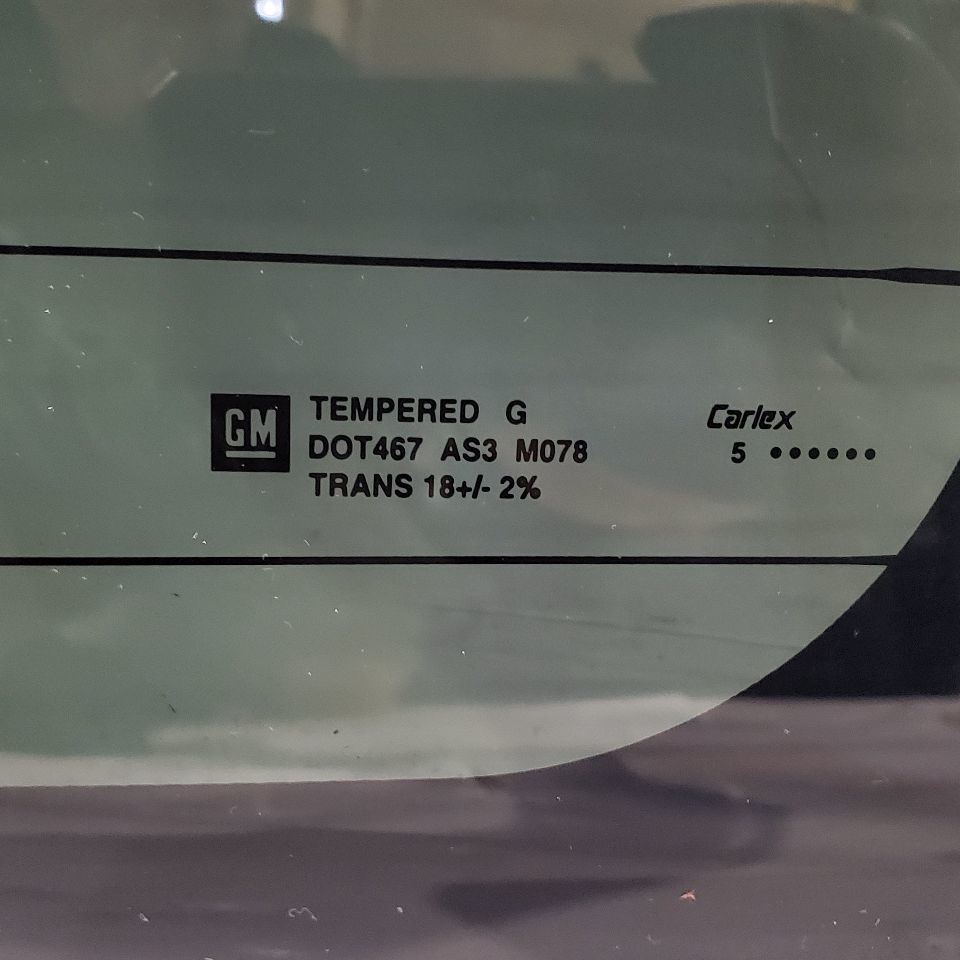 GM
TEMPERED G
DOT467 AS3 M078
TRANS 18+/- 2%
Carlex
5 ••••••